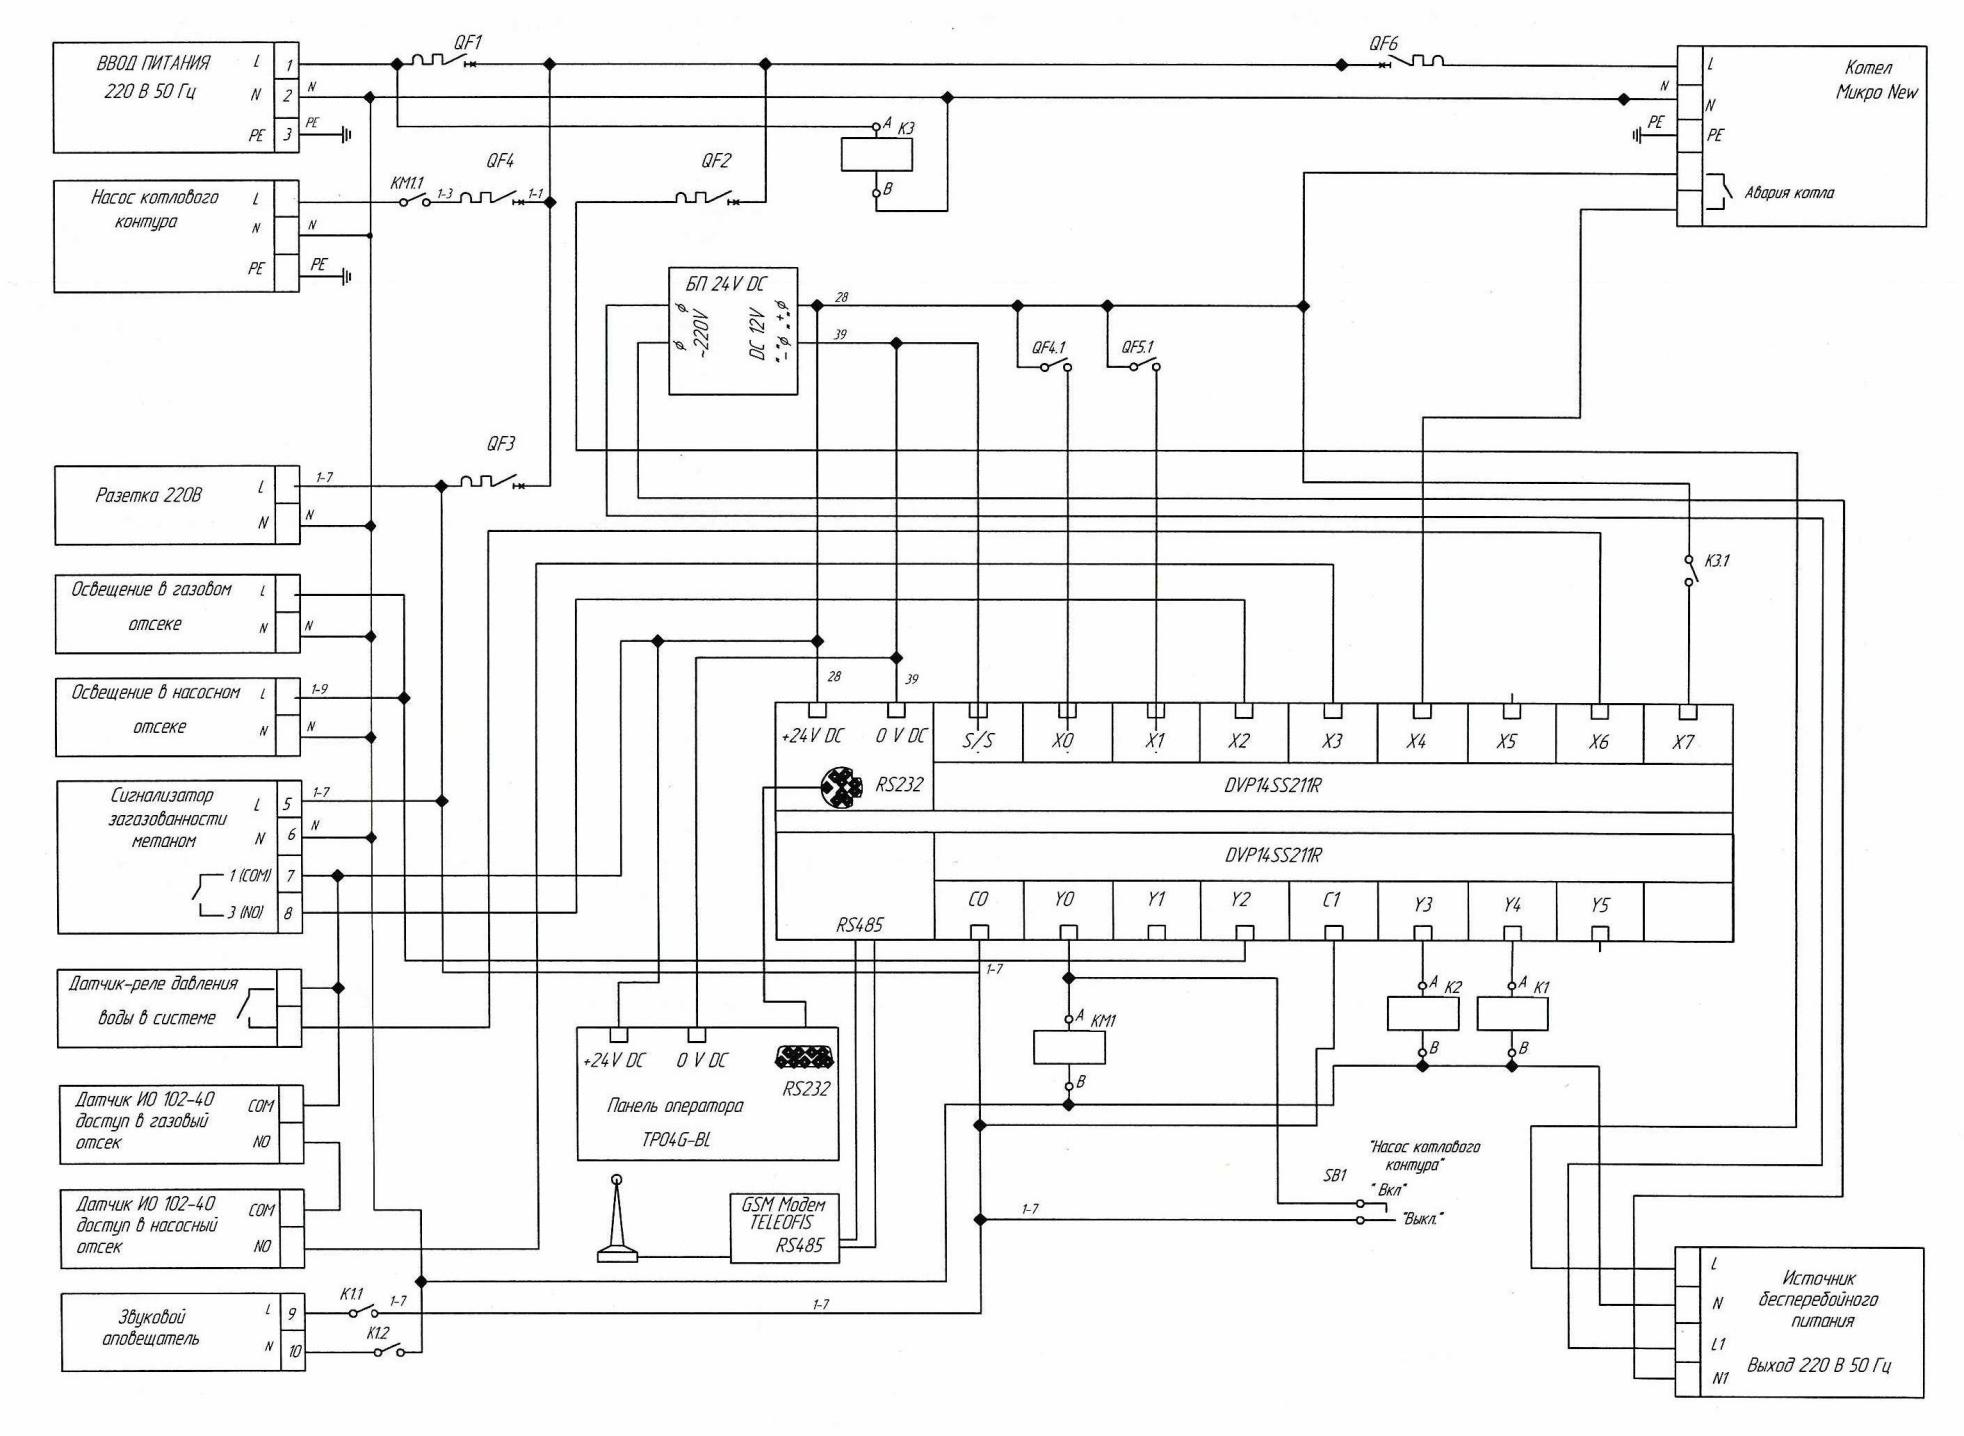 ВВОД ПИТАНИЯ
220 В 50 Гц
L 1
N 2 N
PE 3 PE
QF1
QF6
Котел
Микро New
L
N N
PE PE
Авария котла
A K3
B
Насос котлового
контура
L
N N
PE PE
KM1.1
1-3
QF4
1-1
QF2
БП 24V DC
~220V
DC 12V
"-" "+"
28
39
QF4.1
QF5.1
QF3
Разетка 220В
L 1-7
N N
K3.1
Освещение в газовом
отсеке
L
N N
Освещение в насосном
отсеке
L 1-9
N N
28
39
+24V DC
0 V DC
S/S
X0
X1
X2
X3
X4
X5
X6
X7
RS232
DVP14SS211R
DVP14SS211R
RS485
C0
Y0
Y1
Y2
C1
Y3
Y4
Y5
Сигнализатор
загазованности
метаном
L 5 1-7
N 6 N
1 (COM) 7
3 (NO) 8
Датчик-реле давления
воды в системе
1-7
A KM1
B
A K2
B
A K1
B
+24V DC
0 V DC
RS232
Панель оператора
TP04G-BL
Датчик ИО 102-40
доступ в газовый
отсек
COM
NO
Датчик ИО 102-40
доступ в насосный
отсек
COM
NO
GSM Модем
TELEOFIS
RS485
"Насос котлового
контура"
SB1
"Вкл"
"Выкл."
1-7
Звуковой
оповещатель
L 9
N 10
K1.1
1-7
K1.2
1-7
Источник
бесперебойного
питания
Выход 220 В 50 Гц
L
N
L1
N1